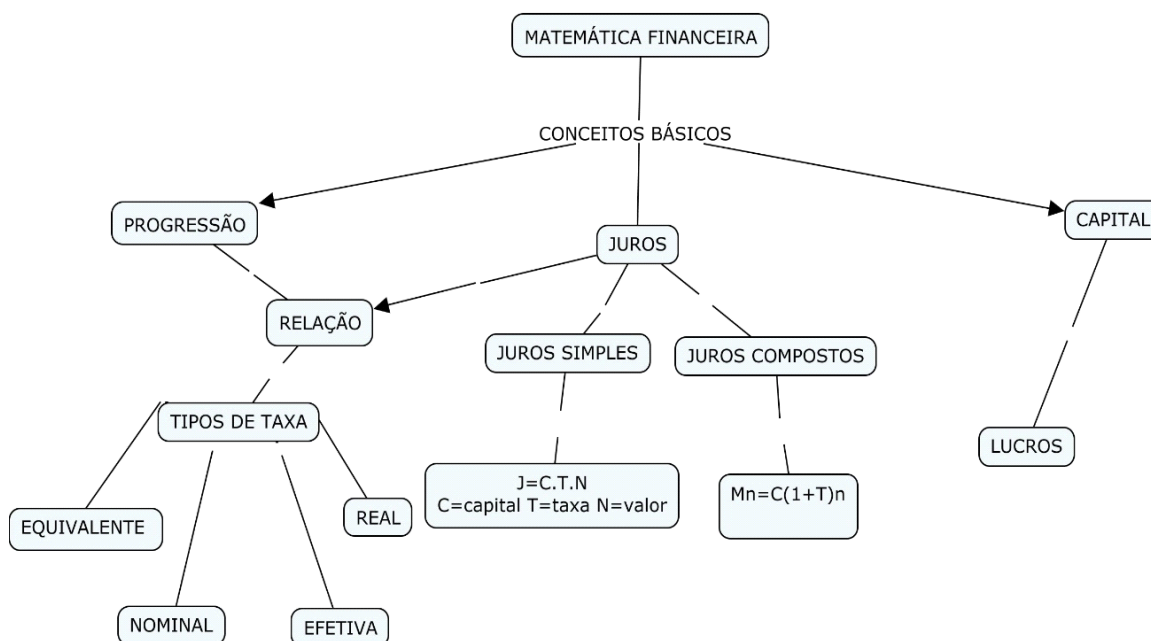 MATEMÁTICA FINANCEIRA
CONCEITOS BÁSICOS
PROGRESSÃO
JUROS
CAPITAL
RELAÇÃO
JUROS SIMPLES
JUROS COMPOSTOS
TIPOS DE TAXA
LUCROS
J=C.T.N
C=capital T=taxa N=valor
Mn=C(1+T)n
EQUIVALENTE
REAL
NOMINAL
EFETIVA